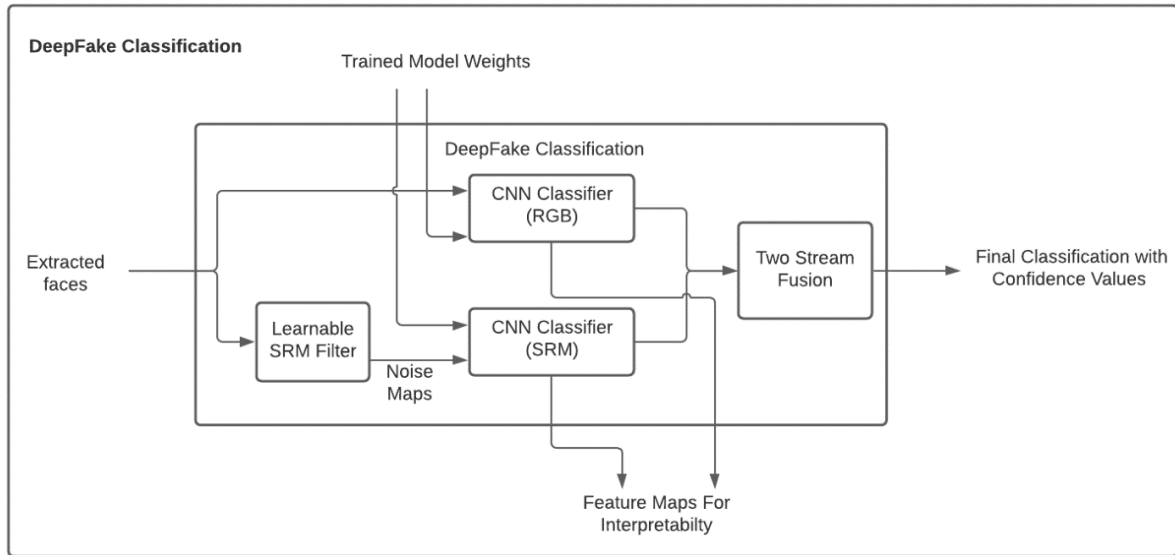 DeepFake Classification
Trained Model Weights
DeepFake Classification
CNN Classifier
(RGB)
Extracted
faces
Two Stream
Fusion
Final Classification with
Confidence Values
Learnable
SRM Filter
CNN Classifier
(SRM)
Noise
Maps
Feature Maps For
Interpretabilty